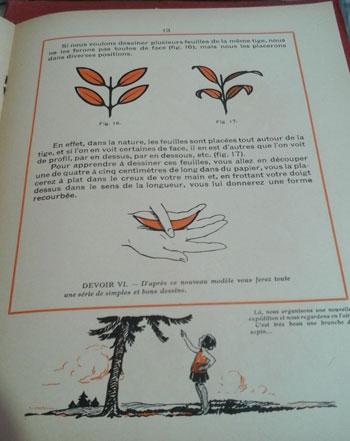 13
Si nous voulons dessiner plusieurs feuilles de la même tige, nous
ne les ferons pas toutes de face (fig. 16), mais nous les placerons
dans diverses positions.
Fig. 16.
Fig. 17.
En effet, dans la nature, les feuilles sont placées tout autour de la
tige, et si l'on en voit certaines de face, il en est d'autres que l'on voit
de profil, par en dessus, par en dessous, etc. (fig. 17).
Pour apprendre à dessiner ces feuilles, vous allez en découper
une de quatre à cinq centimètres de long dans du papier, vous la pla-
cerez à plat dans le creux de votre main et, en frottant votre doigt
dessus dans le sens de la longueur, vous lui donnerez une forme
recourbée.
DEVOIR VI. — D'après ce nouveau modèle vous ferez toute
une série de simples et bons dessins.
Là, nous organisons une nouvelle
expédition et nous regardons en l'air
C'est très beau une branche de
sapin...